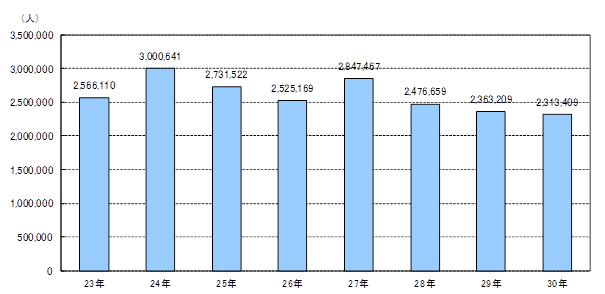 （人）
3,500,000
3,000,000
2,500,000
2,000,000
1,500,000
1,000,000
500,000
0
2,566,110
3,000,641
2,731,522
2,525,169
2,847,467
2,476,659
2,363,209
2,313,409
23年
24年
25年
26年
27年
28年
29年
30年